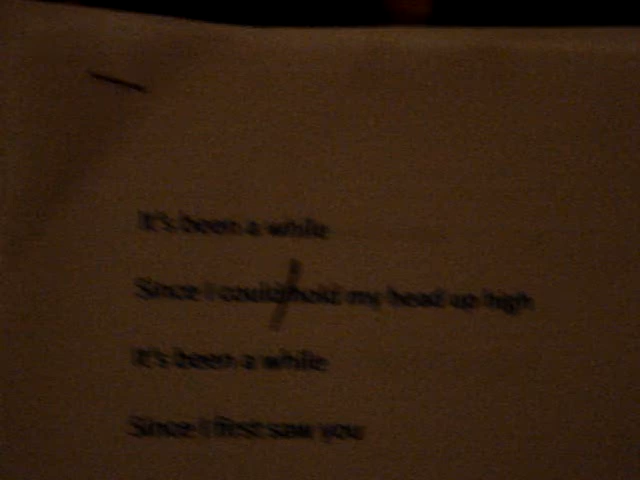 It's been a while
Since I could hold my head up high
It's been a while
Since I first saw you